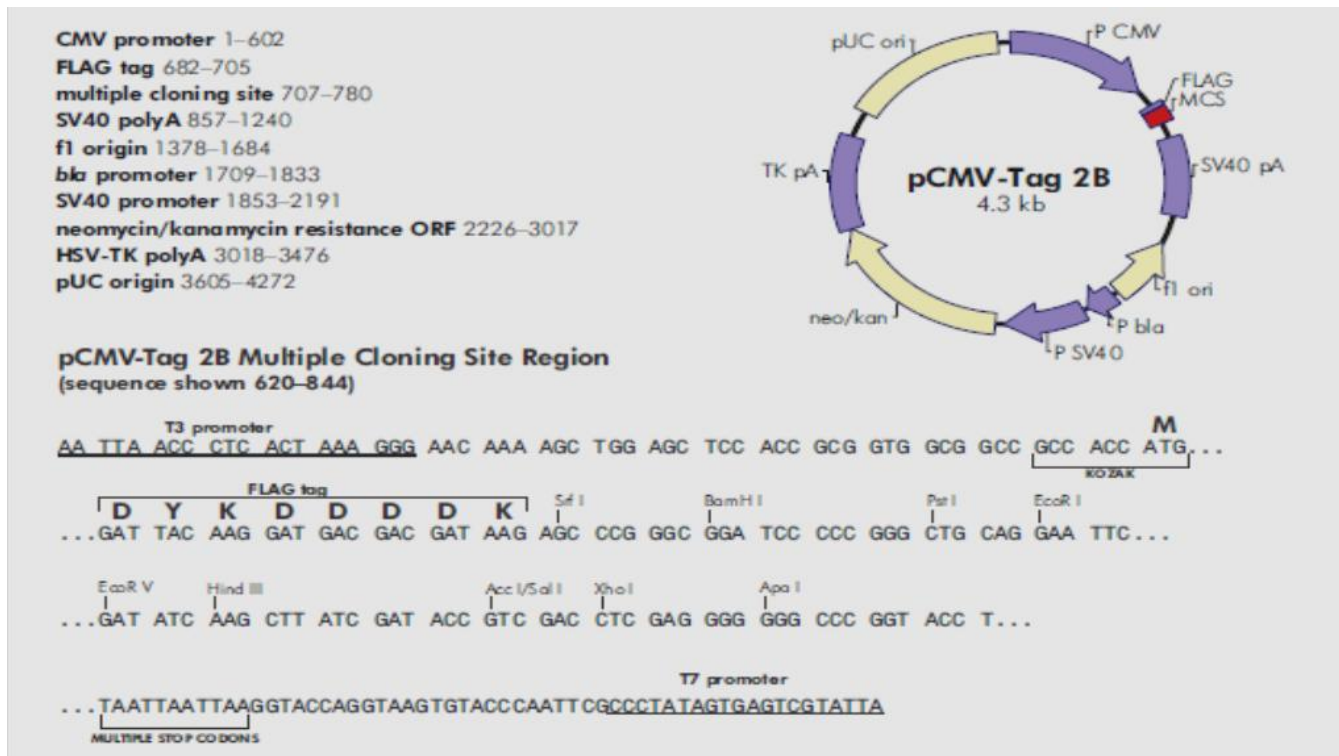 CMV promoter 1–602
FLAG tag 682–705
multiple cloning site 707–780
SV40 polyA 857–1240
f1 origin 1378–1684
bla promoter 1709–1833
SV40 promoter 1853–2191
neomycin/kanamycin resistance ORF 2226–3017
HSV-TK polyA 3018–3476
pUC origin 3605–4272
pUC ori
P CMV
FLAG
MCS
TK pA
pCMV-Tag 2B
4.3 kb
SV40 pA
f1 ori
neo/kan
P bla
P SV40
pCMV-Tag 2B Multiple Cloning Site Region
(sequence shown 620–844)
T3 promoter
M
AA TTA ACC CTC ACT AAA GGG AAC AAA AGC TGG AGC TCC ACC GCG GTG GCG GCC GCC ACC ATG...
KOZAK
FLAG tag
D Y K D D D D K
Srf I BamH I Pst I EcoR I
...GAT TAC AAG GAT GAC GAC GAT AAG AGC CCG GGC GGA TCC CCC GGG CTG CAG GAA TTC...
EcoR V Hind III Acc I/Sal I Xho I Apa I
...GAT ATC AAG CTT ATC GAT ACC GTC GAC CTC GAG GGG GGG CCC GGT ACC T...
T7 promoter
...TAATTAATTAAGGTACCAGGTAAGTGTACCCAATTCGCCCTATAGTGAGTCGTATTA
MULTIPLE STOP CODONS